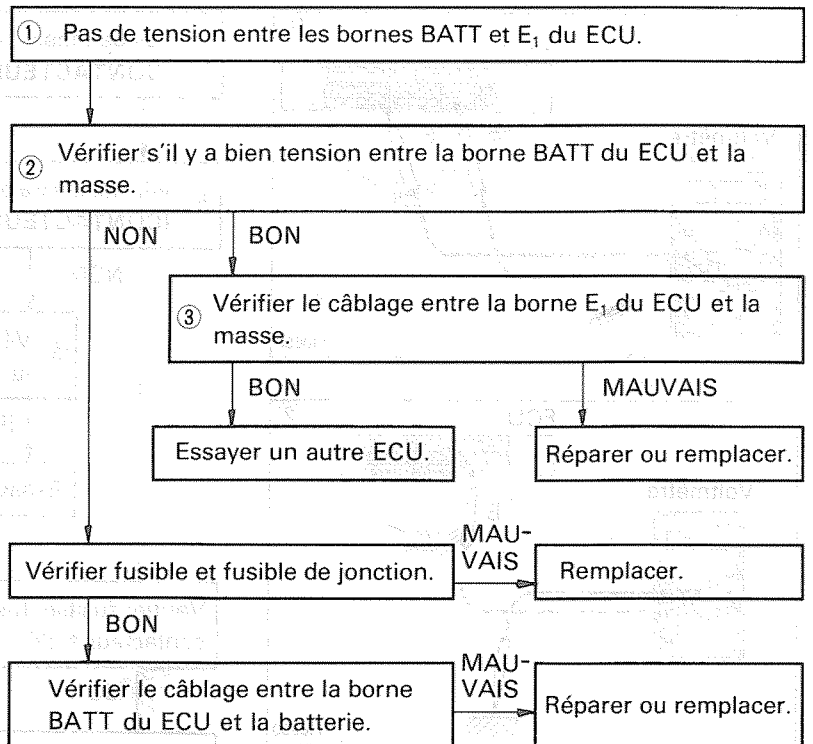 ① Pas de tension entre les bornes BATT et E₁ du ECU.
② Vérifier s'il y a bien tension entre la borne BATT du ECU et la
masse.
NON BON
③ Vérifier le câblage entre la borne E₁ du ECU et la
masse.
BON MAUVAIS
Essayer un autre ECU. Réparer ou remplacer.
Vérifier fusible et fusible de jonction. MAU-
VAIS Remplacer.
BON
Vérifier le câblage entre la borne
BATT du ECU et la batterie. MAU-
VAIS Réparer ou remplacer.